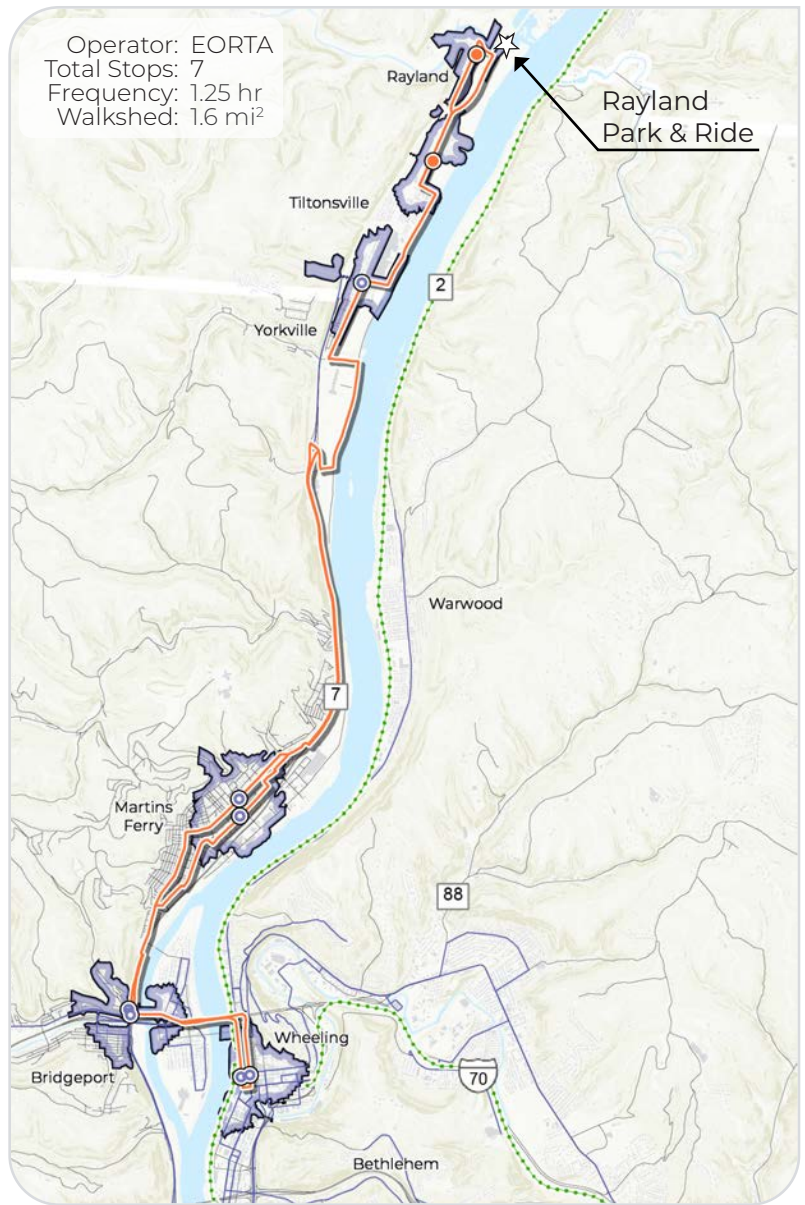 Operator: EORTA
Total Stops: 7
Frequency: 1.25 hr
Walkshed: 1.6 mi²
Rayland
Rayland
Park & Ride
Tiltonsville
2
Yorkville
Warwood
7
Martins
Ferry
88
Wheeling
Bridgeport
70
Bethlehem